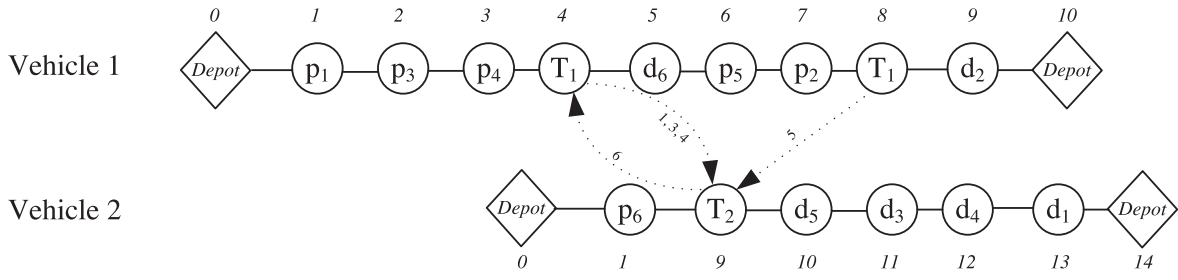 0 1 2 3 4 5 6 7 8 9 10
Vehicle 1 Depot p₁ p₃ p₄ T₁ d₆ p₅ p₂ T₁ d₂ Depot
1, 3, 4
5
6
Vehicle 2 Depot p₆ T₂ d₅ d₃ d₄ d₁ Depot
0 1 9 10 11 12 13 14